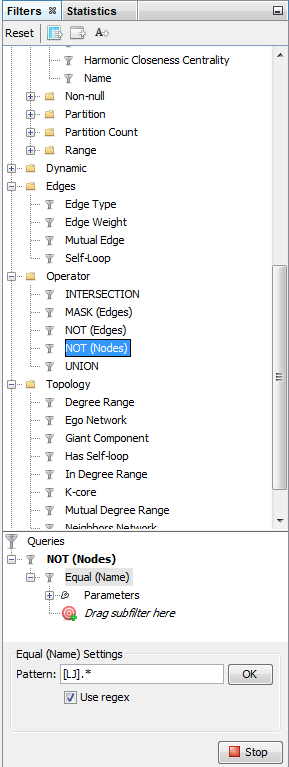 Filters Statistics
Reset A
Harmonic Closeness Centrality
Name
Non-null
Partition
Partition Count
Range
Dynamic
Edges
Edge Type
Edge Weight
Mutual Edge
Self-Loop
Operator
INTERSECTION
MASK (Edges)
NOT (Edges)
NOT (Nodes)
UNION
Topology
Degree Range
Ego Network
Giant Component
Has Self-loop
In Degree Range
K-core
Mutual Degree Range
Neighbors Network
Queries
NOT (Nodes)
Equal (Name)
Parameters
Drag subfilter here
Equal (Name) Settings
Pattern: [LJ].* OK
Use regex
Stop